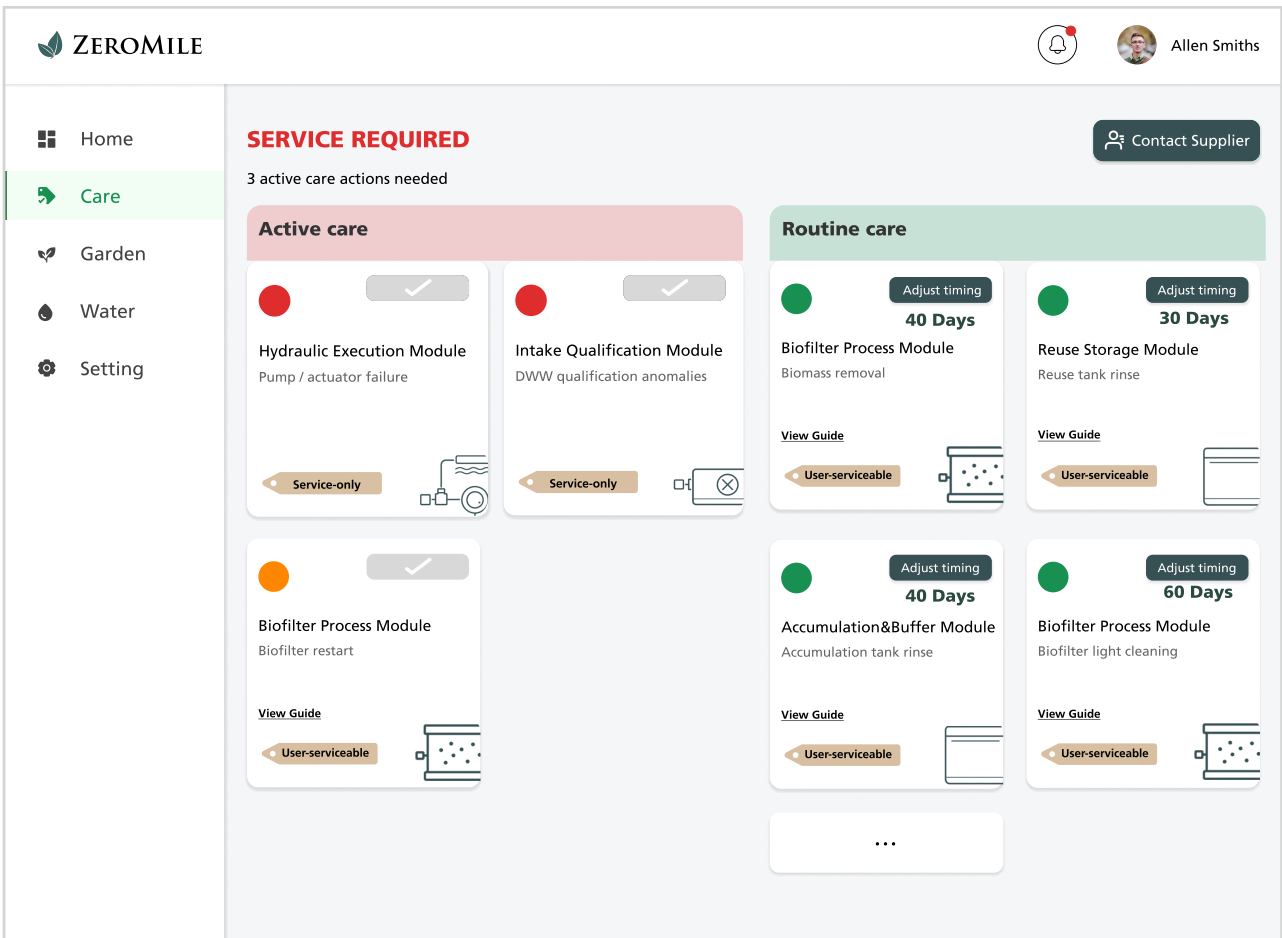 ZEROMILE
Allen Smiths
Home
Care
Garden
Water
Setting
SERVICE REQUIRED
3 active care actions needed
Contact Supplier
Active care
Hydraulic Execution Module
Pump / actuator failure
Service-only
Intake Qualification Module
DWW qualification anomalies
Service-only
Biofilter Process Module
Biofilter restart
View Guide
User-serviceable
Routine care
Adjust timing
40 Days
Biofilter Process Module
Biomass removal
View Guide
User-serviceable
Adjust timing
30 Days
Reuse Storage Module
Reuse tank rinse
View Guide
User-serviceable
Adjust timing
40 Days
Accumulation&Buffer Module
Accumulation tank rinse
View Guide
User-serviceable
Adjust timing
60 Days
Biofilter Process Module
Biofilter light cleaning
View Guide
User-serviceable
...